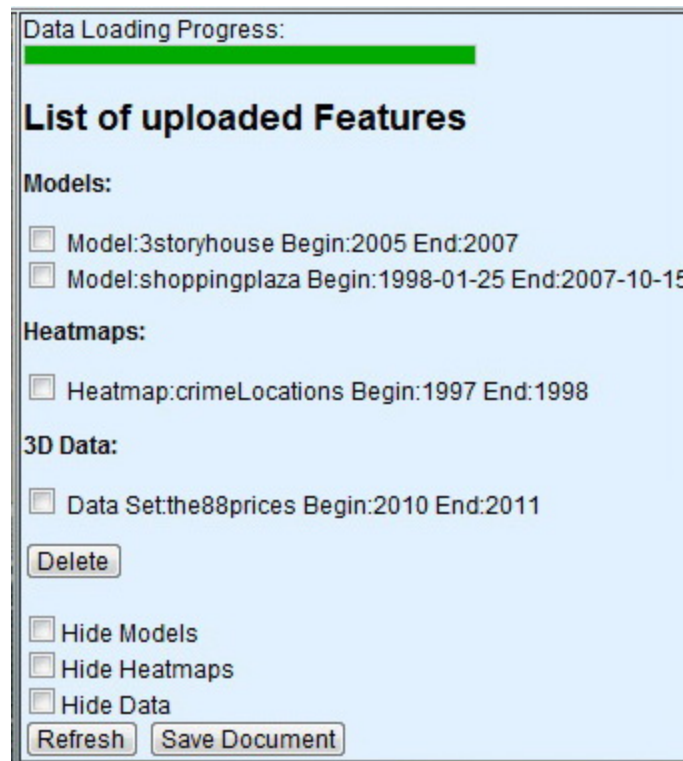 Data Loading Progress:
List of uploaded Features
Models:
Model:3storyhouse Begin:2005 End:2007
Model:shoppingplaza Begin:1998-01-25 End:2007-10-15
Heatmaps:
Heatmap:crimeLocations Begin:1997 End:1998
3D Data:
Data Set:the88prices Begin:2010 End:2011
Delete
Hide Models
Hide Heatmaps
Hide Data
Refresh Save Document